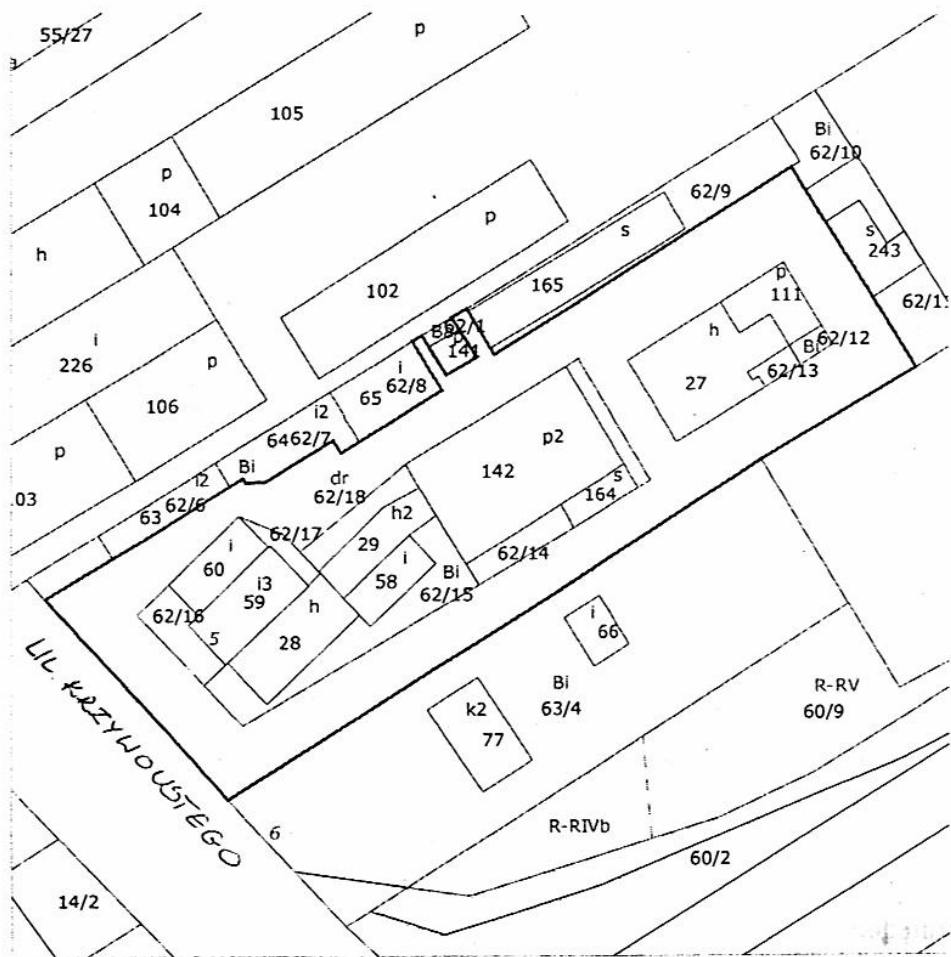 55/27
p
105
p
104
Bi
62/10
h
102
p
62/9
s
165
s
243
62/1
141
i
226
p
106
p
.03
i
62/8
65
i2
64
62/7
Bi
i2
63
62/6
p
111
h
27
Bi
62/12
62/13
dr
62/18
p2
142
s
164
62/17
h2
29
i
58
62/14
Bi
62/15
i
60
i3
59
h
28
62/16
5
i
66
Bi
63/4
k2
77
R-RV
60/9
UL. KRZYWOUSTEGO
6
R-RIVb
60/2
14/2